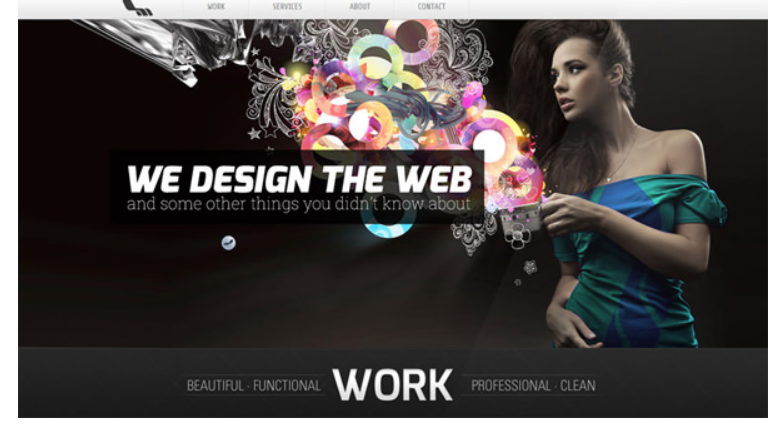 WORK SERVICES ABOUT CONTACT
WE DESIGN THE WEB
and some other things you didn't know about
BEAUTIFUL · FUNCTIONAL WORK PROFESSIONAL · CLEAN